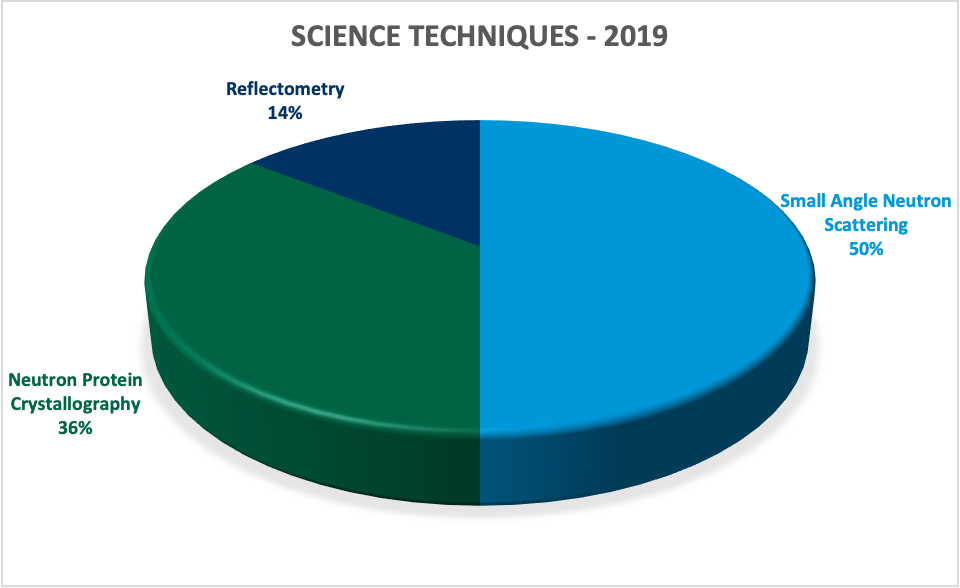 SCIENCE TECHNIQUES - 2019
Reflectometry
14%
Small Angle Neutron
Scattering
50%
Neutron Protein
Crystallography
36%